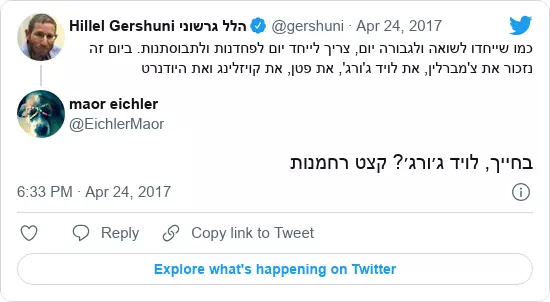 Hillel Gershuni הלל גרשוני @gershuni · Apr 24, 2017
כמו שייחדו לשואה ולגבורה יום, צריך לייחד יום לפחדנות ולתבוסתנות. ביום זה
נזכור את צ'מברלין, את לויד ג'ורג', את פטן, את קויזלינג ואת היודנרט
maor eichler
@EichlerMaor
בחייך, לויד ג׳ורג׳? קצט רחמנות
6:33 PM · Apr 24, 2017
Reply
Copy link to Tweet
Explore what's happening on Twitter